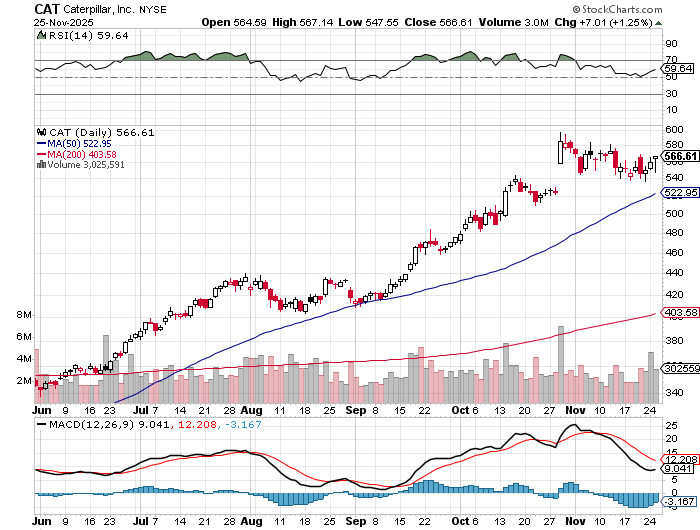 CAT Caterpillar, Inc. NYSE © StockCharts.com
25-Nov-2025 Open 564.59 High 567.14 Low 547.55 Close 566.61 Volume 3.0M Chg +7.01 (+1.25%)
RSI(14) 59.64
90
70
59.64
50
30
10
CAT (Daily) 566.61
MA(50) 522.95
MA(200) 403.58
Volume 3,025,591
600
580
566.61
560
540
522.95
500
480
460
440
420
403.58
380
360
3025591
340
8M
6M
4M
2M
Jun 9 16 23 Jul 7 14 21 28 Aug 11 18 25 Sep 8 15 22 Oct 6 13 20 27 Nov 10 17 24
MACD(12,26,9) 9.041, 12.208, -3.167
25
20
15
12.208
9.041
5
0
-3.167
Jun 9 16 23 Jul 7 14 21 28 Aug 11 18 25 Sep 8 15 22 Oct 6 13 20 27 Nov 10 17 24